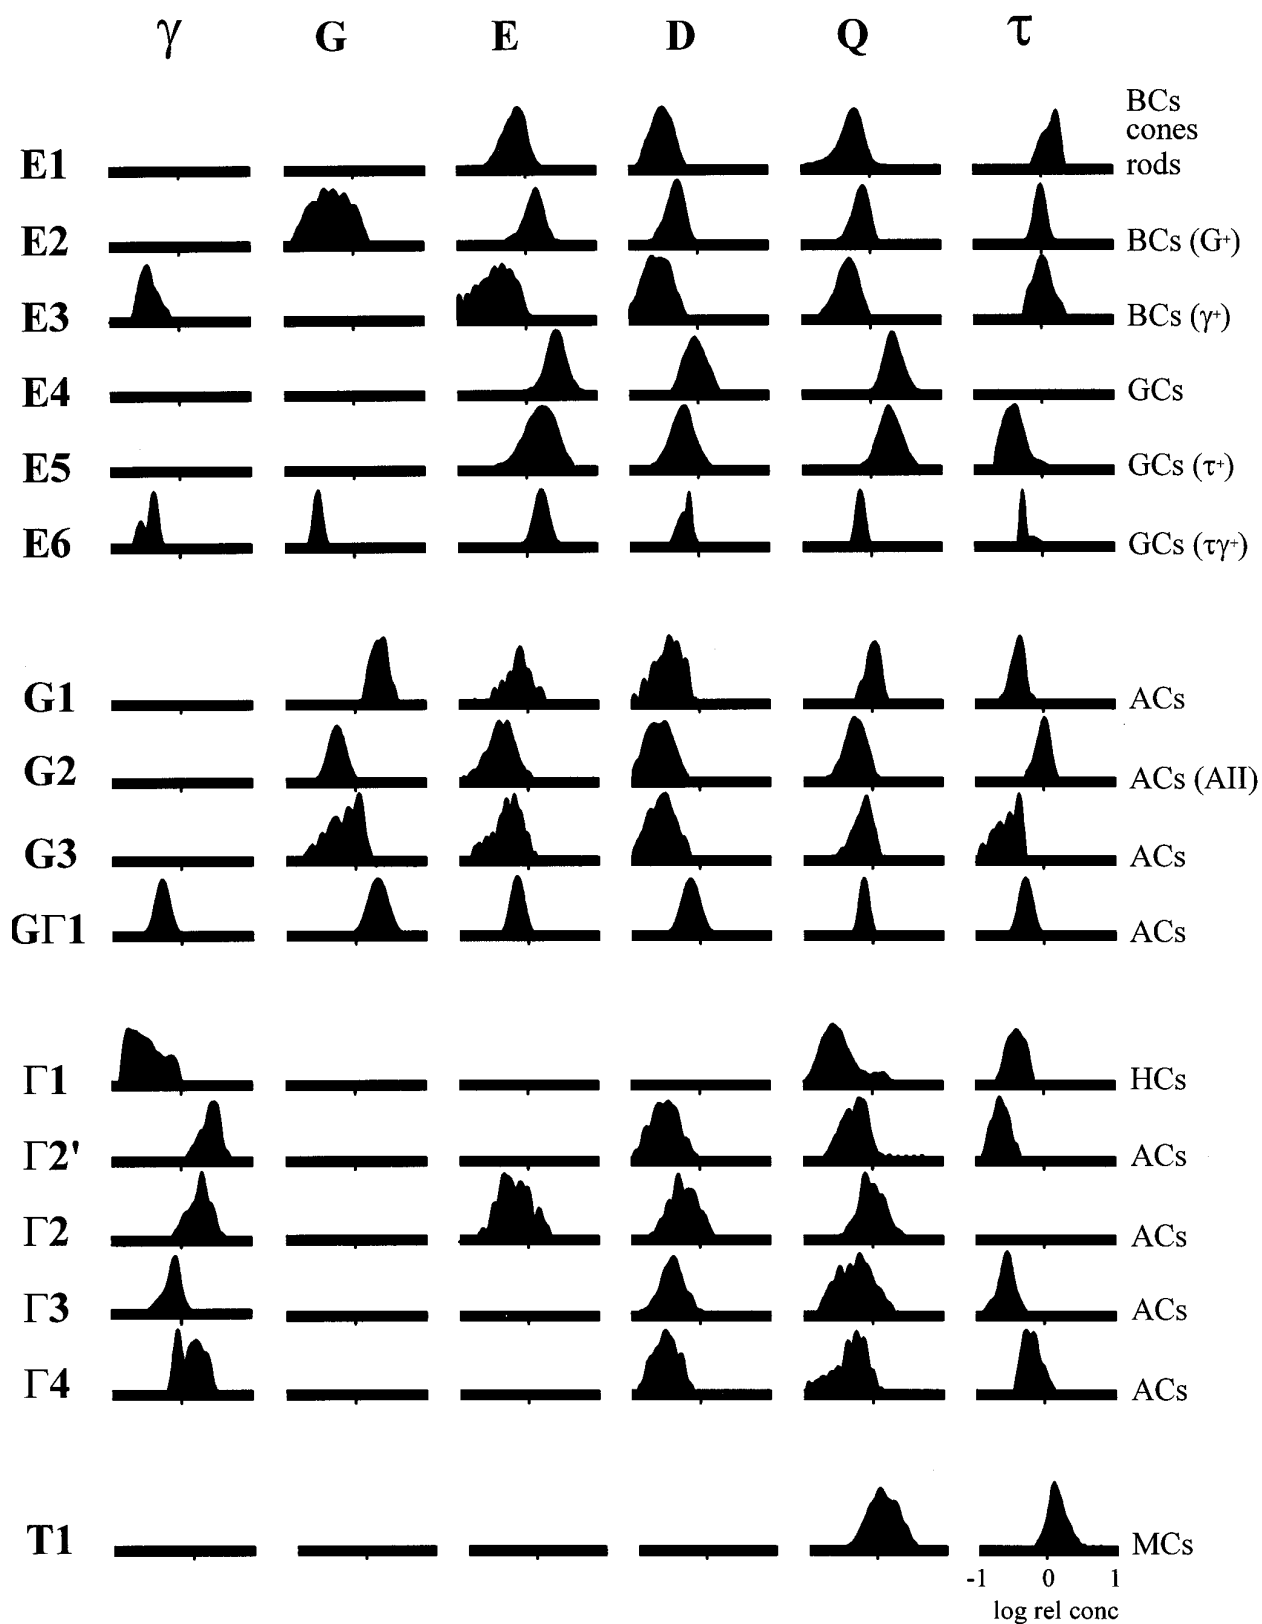 γ G E D Q τ
E1 BCs
cones
rods
E2 BCs (G+)
E3 BCs (γ+)
E4 GCs
E5 GCs (τ+)
E6 GCs (τγ+)
G1 ACs
G2 ACs (AII)
G3 ACs
GΓ1 ACs
Γ1 HCs
Γ2' ACs
Γ2 ACs
Γ3 ACs
Γ4 ACs
T1 MCs
-1 0 1
log rel conc